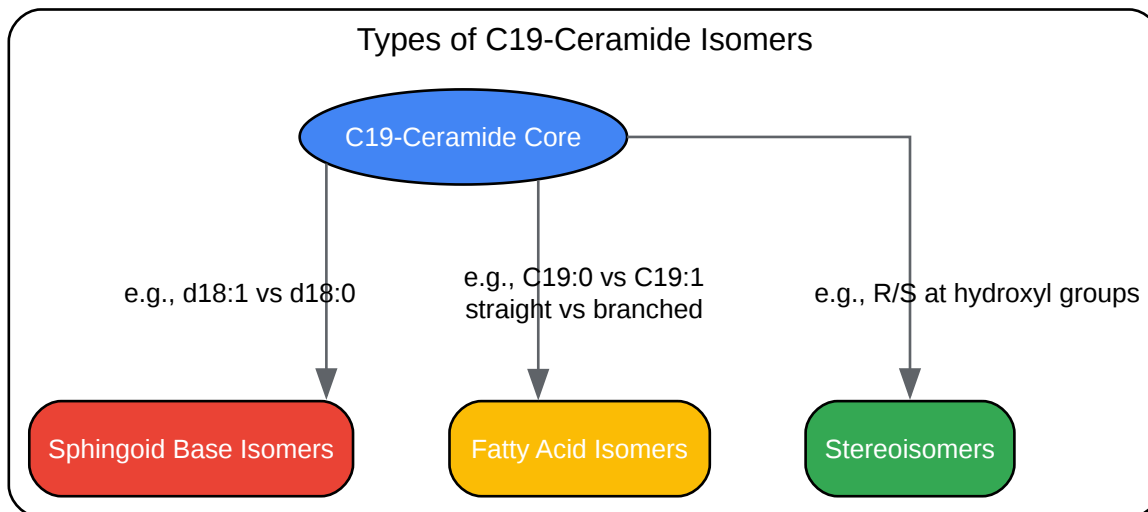 Types of C19-Ceramide Isomers
C19-Ceramide Core
e.g., d18:1 vs d18:0
e.g., C19:0 vs C19:1
straight vs branched
e.g., R/S at hydroxyl groups
Sphingoid Base Isomers
Fatty Acid Isomers
Stereoisomers